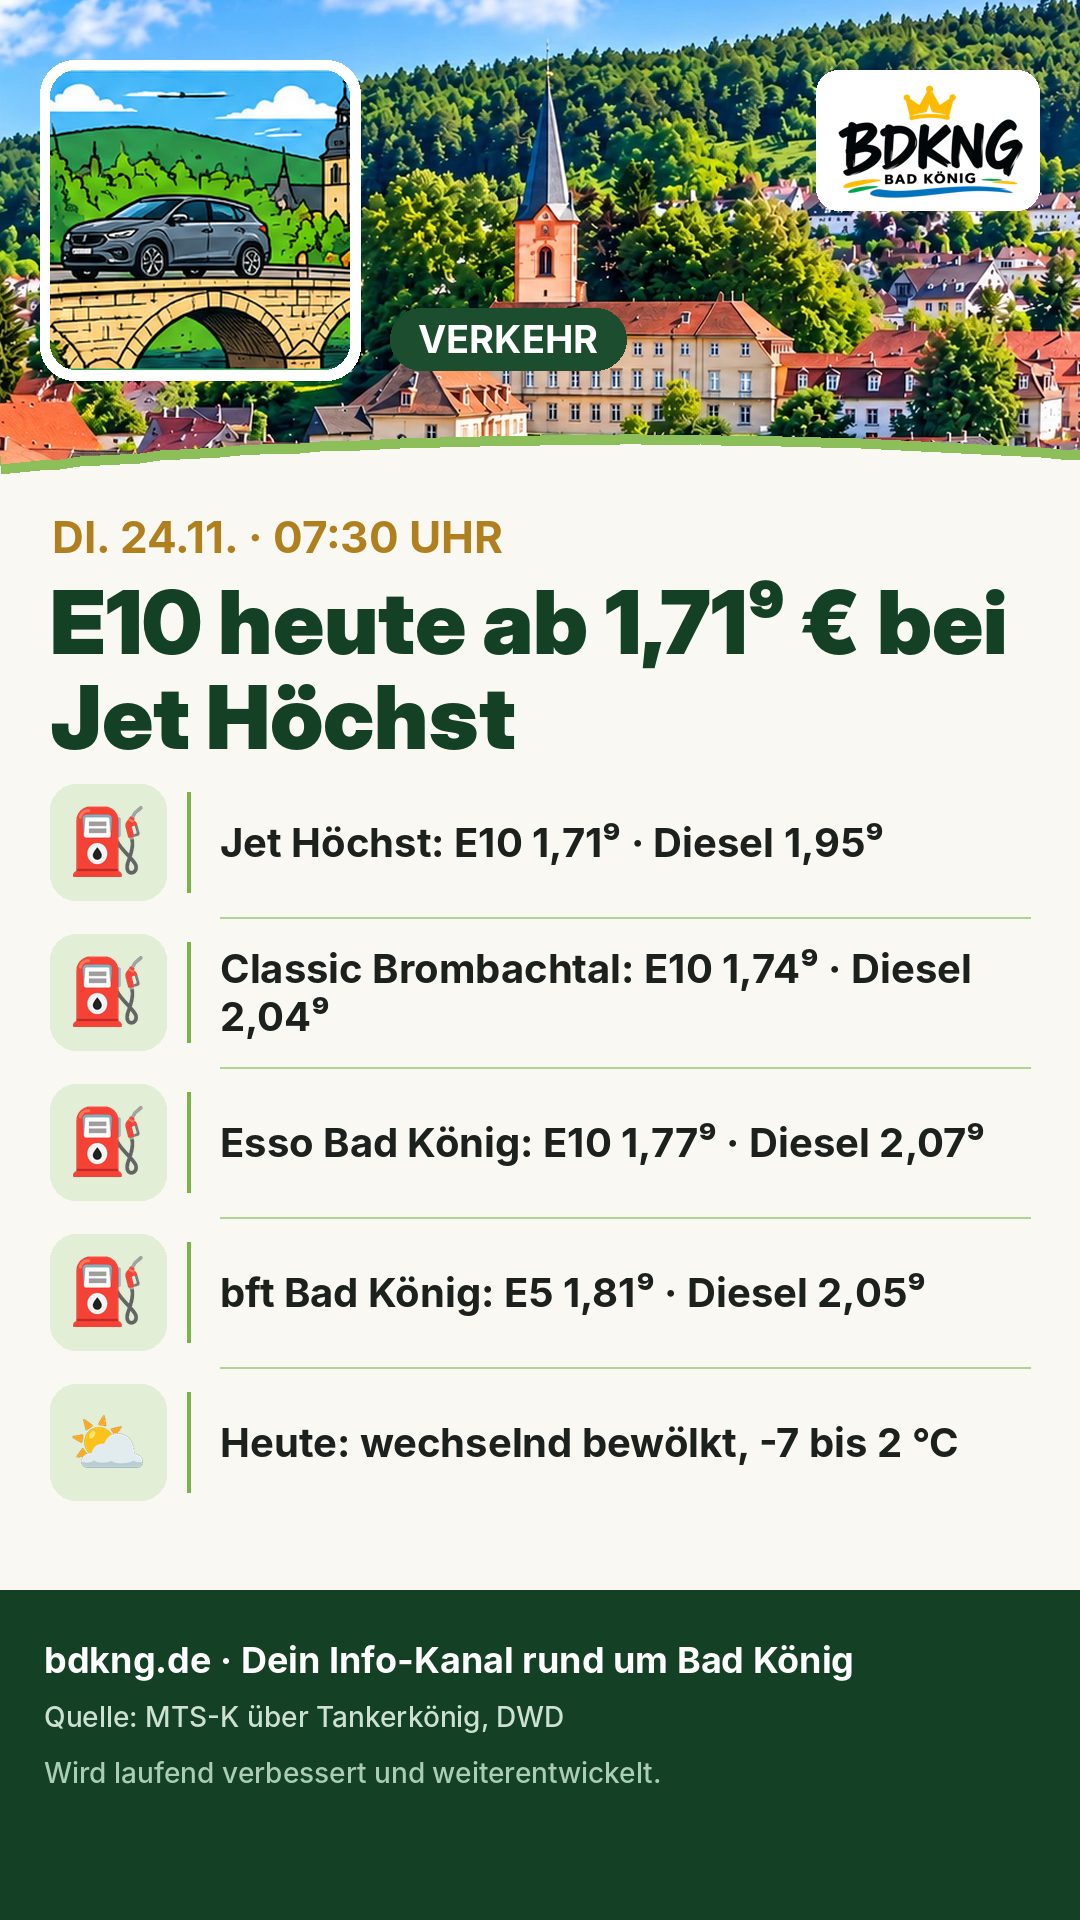 BDKNG
BAD KÖNIG
VERKEHR
DI. 24.11. · 07:30 UHR
E10 heute ab 1,71⁹ € bei
Jet Höchst
Jet Höchst: E10 1,71⁹ · Diesel 1,95⁹
Classic Brombachtal: E10 1,74⁹ · Diesel
2,04⁹
Esso Bad König: E10 1,77⁹ · Diesel 2,07⁹
bft Bad König: E5 1,81⁹ · Diesel 2,05⁹
Heute: wechselnd bewölkt, -7 bis 2 °C
bdkng.de · Dein Info-Kanal rund um Bad König
Quelle: MTS-K über Tankerkönig, DWD
Wird laufend verbessert und weiterentwickelt.